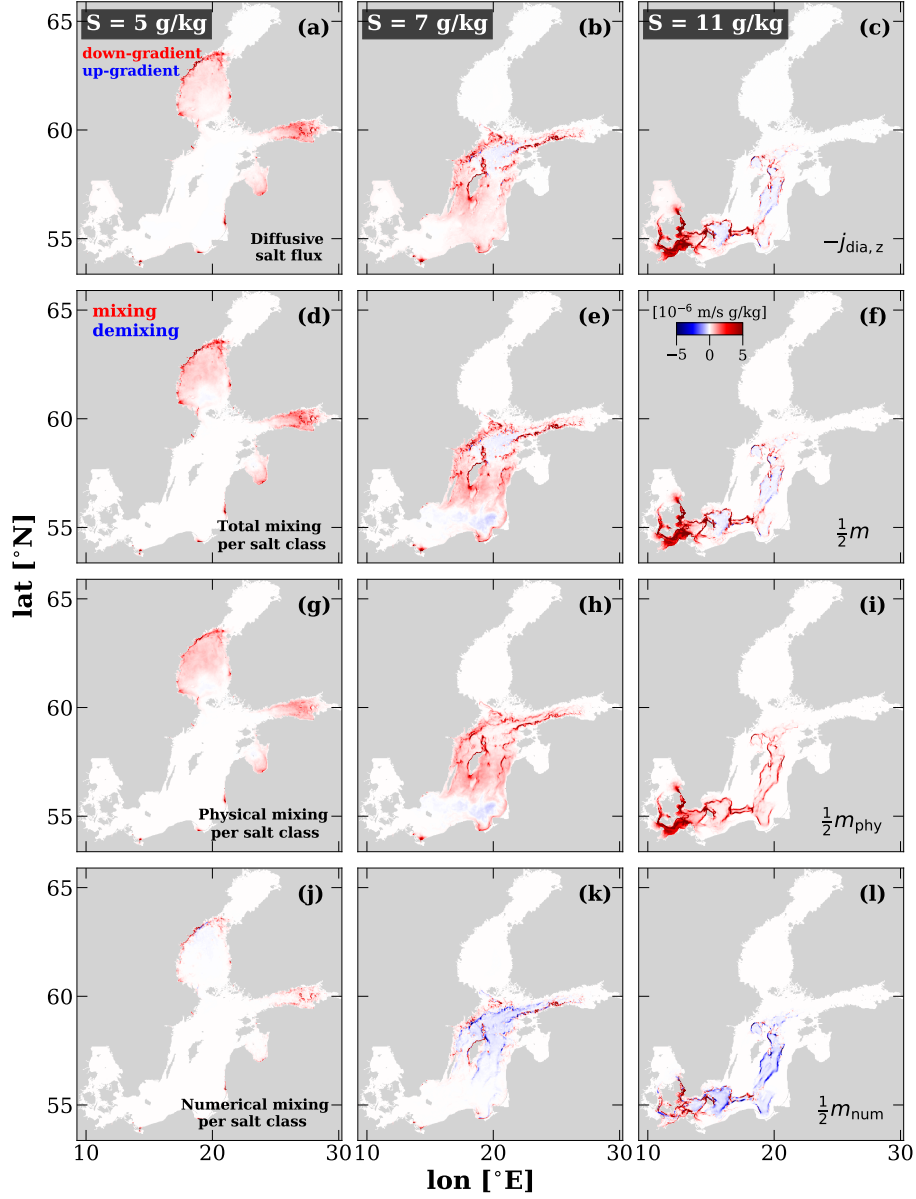 S = 5 g/kg
(a)
down-gradient
up-gradient
Diffusive
salt flux
S = 7 g/kg
(b)
S = 11 g/kg
(c)
−j_dia, z
65
60
55
mixing
demixing
(d)
Total mixing
per salt class
(e)
(f)
[10⁻⁶ m/s g/kg]
−5 0 5
½m
65
60
55
(g)
Physical mixing
per salt class
(h)
(i)
½m_phy
65
60
55
(j)
Numerical mixing
per salt class
(k)
(l)
½m_num
65
60
55
10 20 30
10 20 30
10 20 30
lat [°N]
lon [°E]